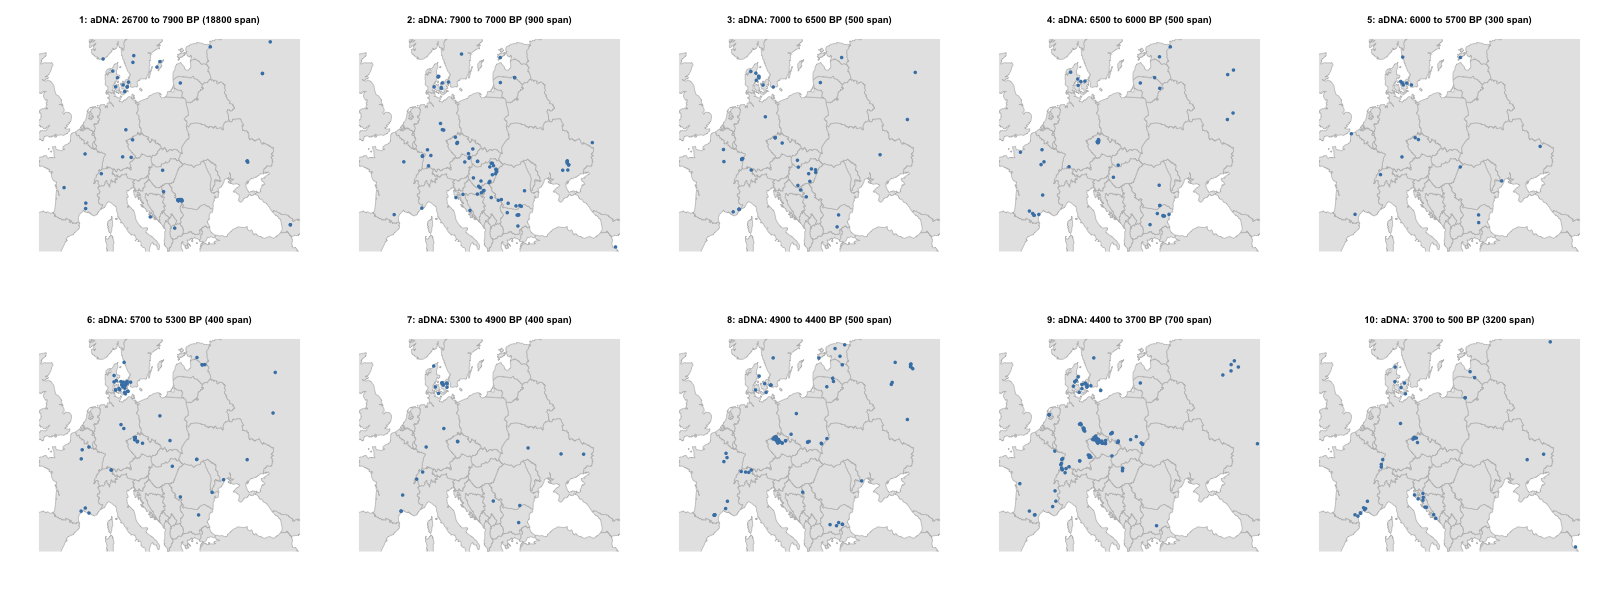 1: aDNA: 26700 to 7900 BP (18800 span)
2: aDNA: 7900 to 7000 BP (900 span)
3: aDNA: 7000 to 6500 BP (500 span)
4: aDNA: 6500 to 6000 BP (500 span)
5: aDNA: 6000 to 5700 BP (300 span)
6: aDNA: 5700 to 5300 BP (400 span)
7: aDNA: 5300 to 4900 BP (400 span)
8: aDNA: 4900 to 4400 BP (500 span)
9: aDNA: 4400 to 3700 BP (700 span)
10: aDNA: 3700 to 500 BP (3200 span)